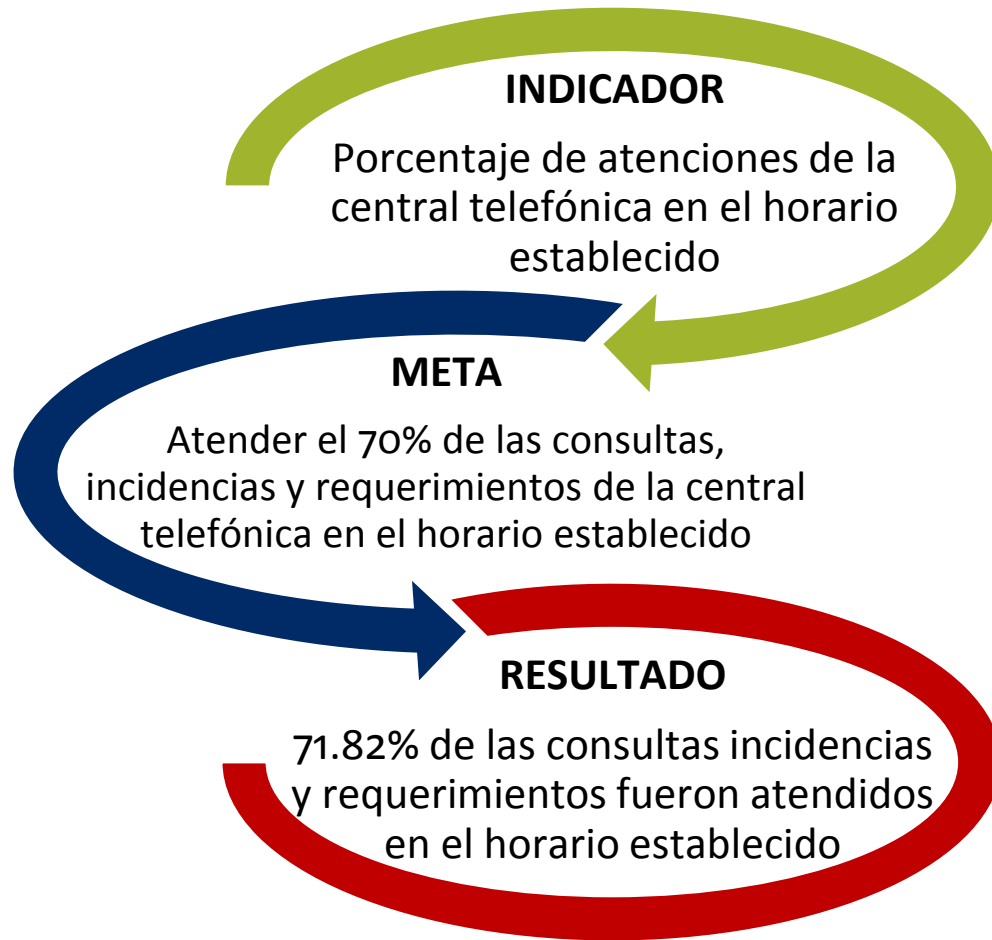 INDICADOR
Porcentaje de atenciones de la
central telefónica en el horario
establecido
META
Atender el 70% de las consultas,
incidencias y requerimientos de la central
telefónica en el horario establecido
RESULTADO
71.82% de las consultas incidencias
y requerimientos fueron atendidos
en el horario establecido